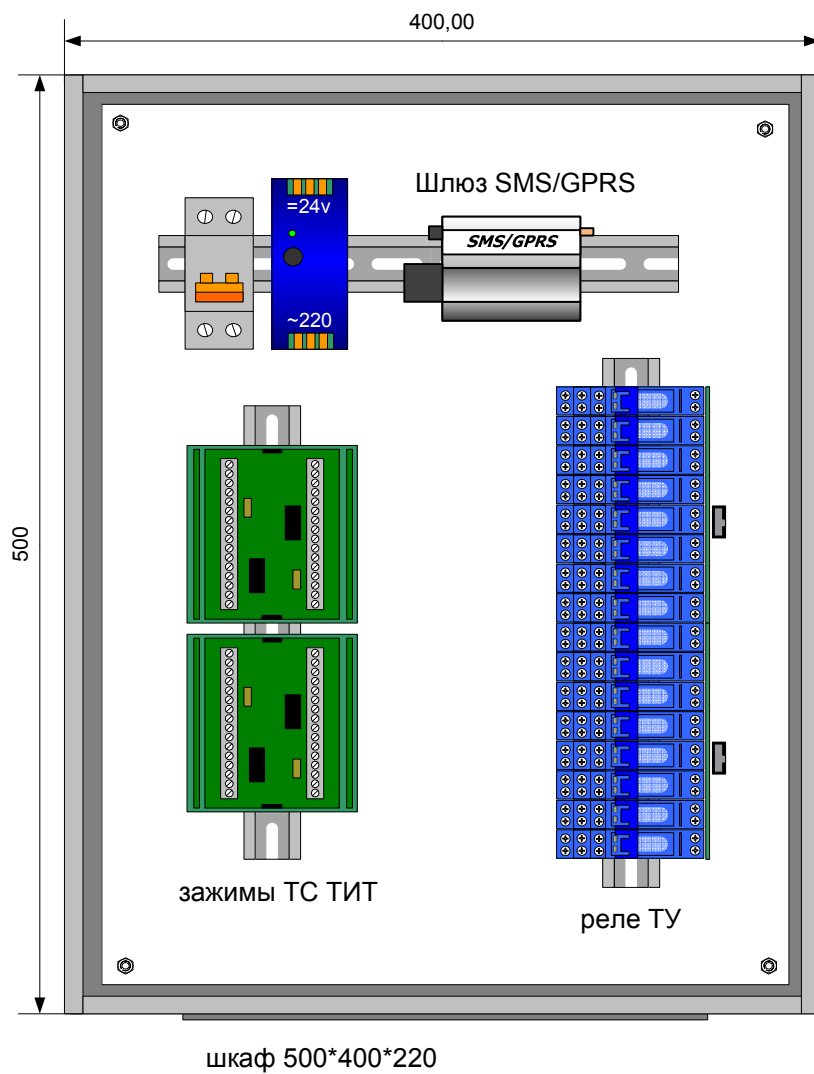 400,00
Шлюз SMS/GPRS
=24v
SMS/GPRS
~220
500
зажимы ТС ТИТ
реле ТУ
шкаф 500*400*220